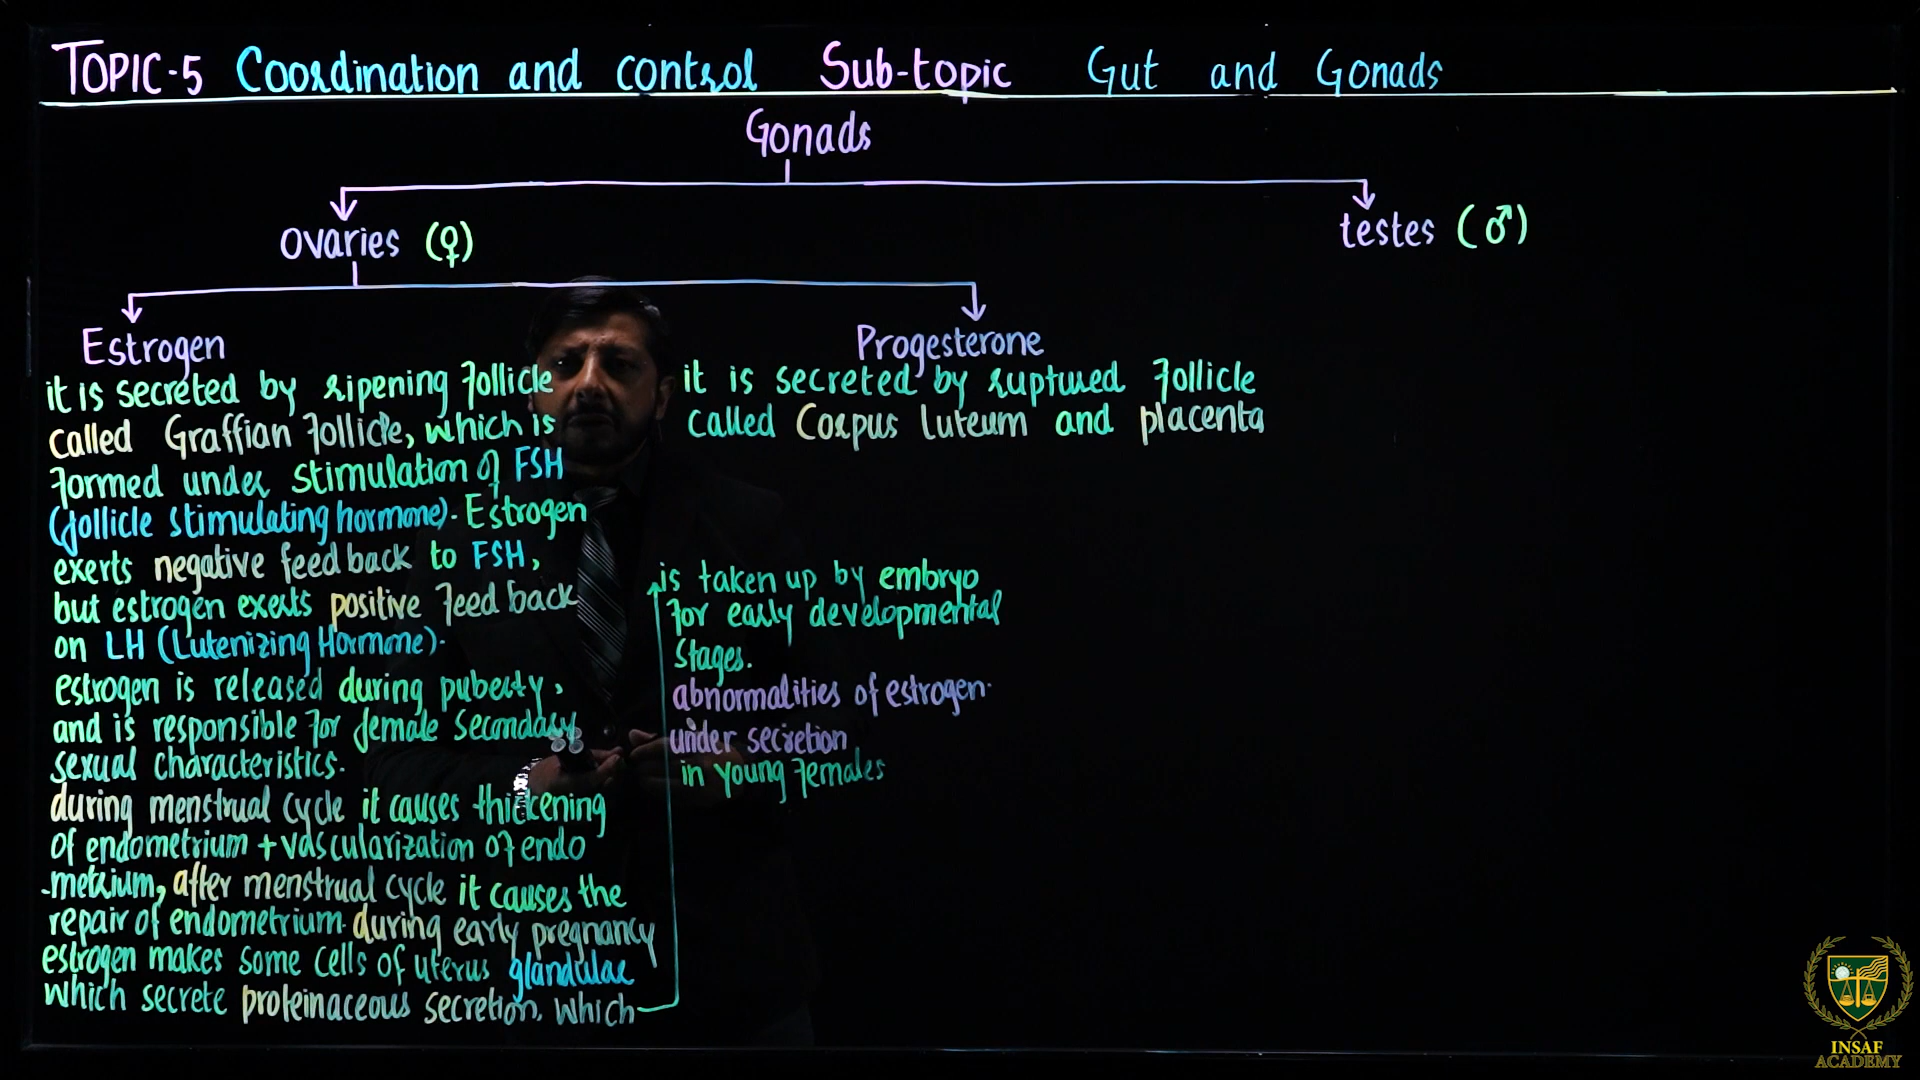 TOPIC-5 Coordination and control Sub-topic Gut and Gonads
Gonads
Ovaries (♀)
testes (♂)
Estrogen
it is secreted by ripening follicle
called Graffian follicle, which is
formed under stimulation of FSH
(follicle stimulating hormone). Estrogen
exerts negative feed back to FSH,
but estrogen exerts positive feed back
on LH (Lutenizing Hormone).
estrogen is released during puberty,
and is responsible for female secondary
sexual characteristics.
during menstrual cycle it causes thickening
of endometrium + vascularization of endo
-metrium, after menstrual cycle it causes the
repair of endometrium. during early pregnancy
estrogen makes some cells of uterus glandular
which secrete proteinaceous secretion. which
is taken up by embryo
for early developmental
stages.
abnormalities of estrogen.
under secretion
in young females
Progesterone
it is secreted by ruptured follicle
called Corpus luteum and placenta
INSAF
ACADEMY